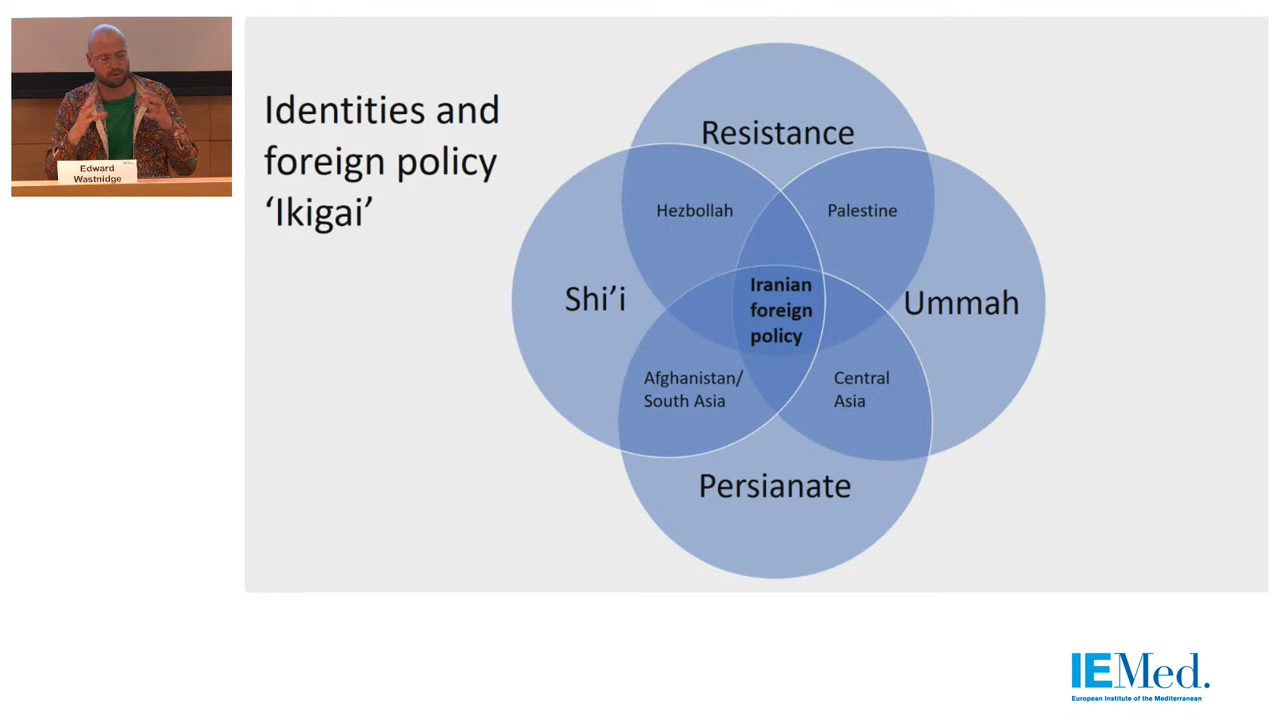 Edward
Wastnidge
Identities and
foreign policy
‘Ikigai’
Resistance
Hezbollah
Palestine
Shi’i
Iranian
foreign
policy
Ummah
Afghanistan/
South Asia
Central
Asia
Persianate
IEMed.
European Institute of the Mediterranean